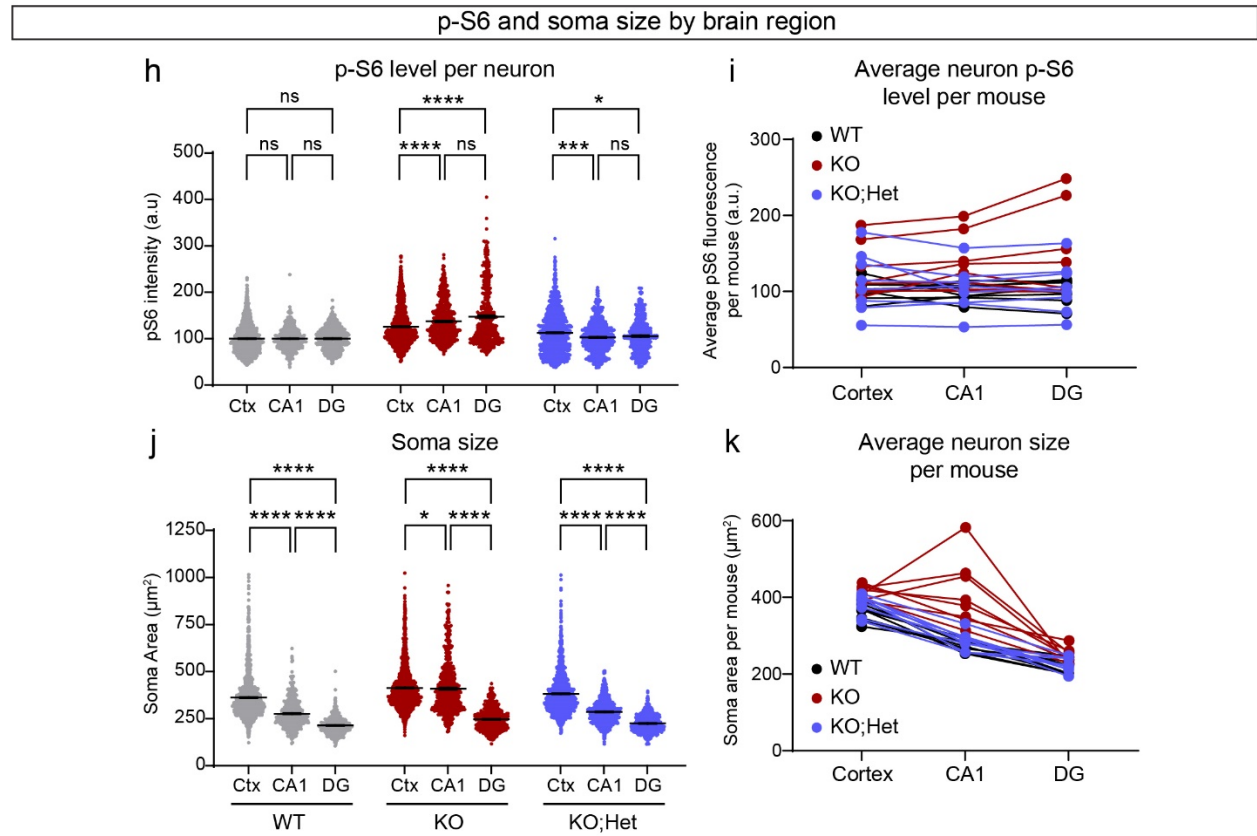 p-S6 and soma size by brain region
h
p-S6 level per neuron
ns
****
*
ns
ns
****
ns
***
ns
pS6 intensity (a.u)
500
400
300
200
100
0
Ctx
CA1
DG
Ctx
CA1
DG
Ctx
CA1
DG
i
Average neuron p-S6
level per mouse
WT
KO
KO;Het
Average pS6 fluorescence
per mouse (a.u.)
300
200
100
0
Cortex
CA1
DG
j
Soma size
****
****
****
****
****
*
****
****
****
Soma Area (µm²)
1250
1000
750
500
250
0
Ctx
CA1
DG
Ctx
CA1
DG
Ctx
CA1
DG
WT
KO
KO;Het
k
Average neuron size
per mouse
Soma area per mouse (µm²)
600
400
200
0
WT
KO
KO;Het
Cortex
CA1
DG